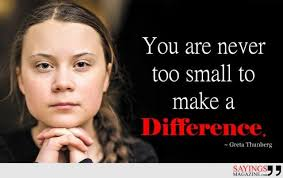 You are never
too small to
make a
Difference.
~ Greta Thunberg
SAYINGS
MAGAZINE.com